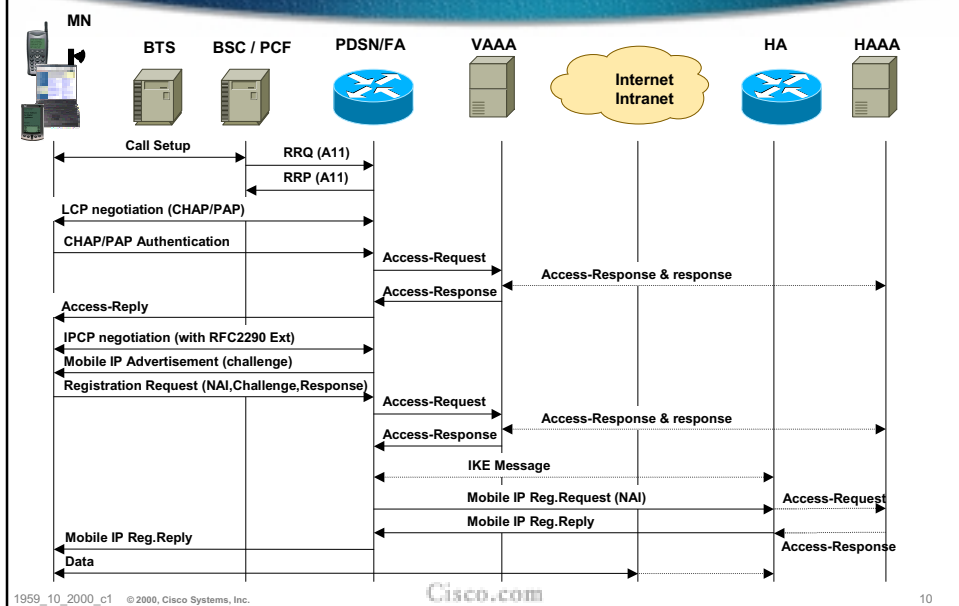 MN
BTS
BSC / PCF
PDSN/FA
VAAA
HA
HAAA
Internet
Intranet
Call Setup
RRQ (A11)
RRP (A11)
LCP negotiation (CHAP/PAP)
CHAP/PAP Authentication
Access-Request
Access-Response & response
Access-Response
Access-Reply
IPCP negotiation (with RFC2290 Ext)
Mobile IP Advertisement (challenge)
Registration Request (NAI,Challenge,Response)
Access-Request
Access-Response & response
Access-Response
IKE Message
Mobile IP Reg.Request (NAI)
Access-Request
Mobile IP Reg.Reply
Mobile IP Reg.Reply
Access-Response
Data
1959_10_2000_c1 © 2000, Cisco Systems, Inc.
Cisco.com
10